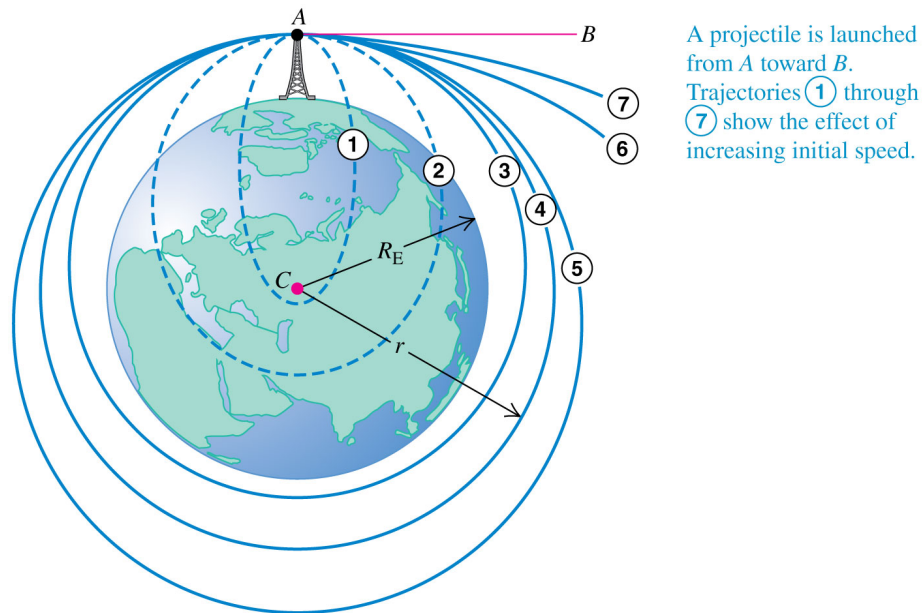 A
B
A projectile is launched
from A toward B.
Trajectories 1 through
7 show the effect of
increasing initial speed.
7
6
1
2
3
4
5
R_E
C
r